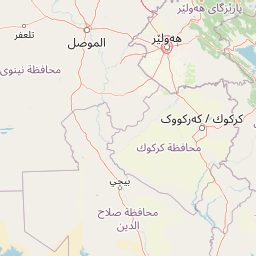 پارێزگای هەولێر
تلعفر
الموصل
هەولێر
محافظة نينوى
كركوك / کەرکووک
محافظة كركوك
بيجي
محافظة صلاح
الدين